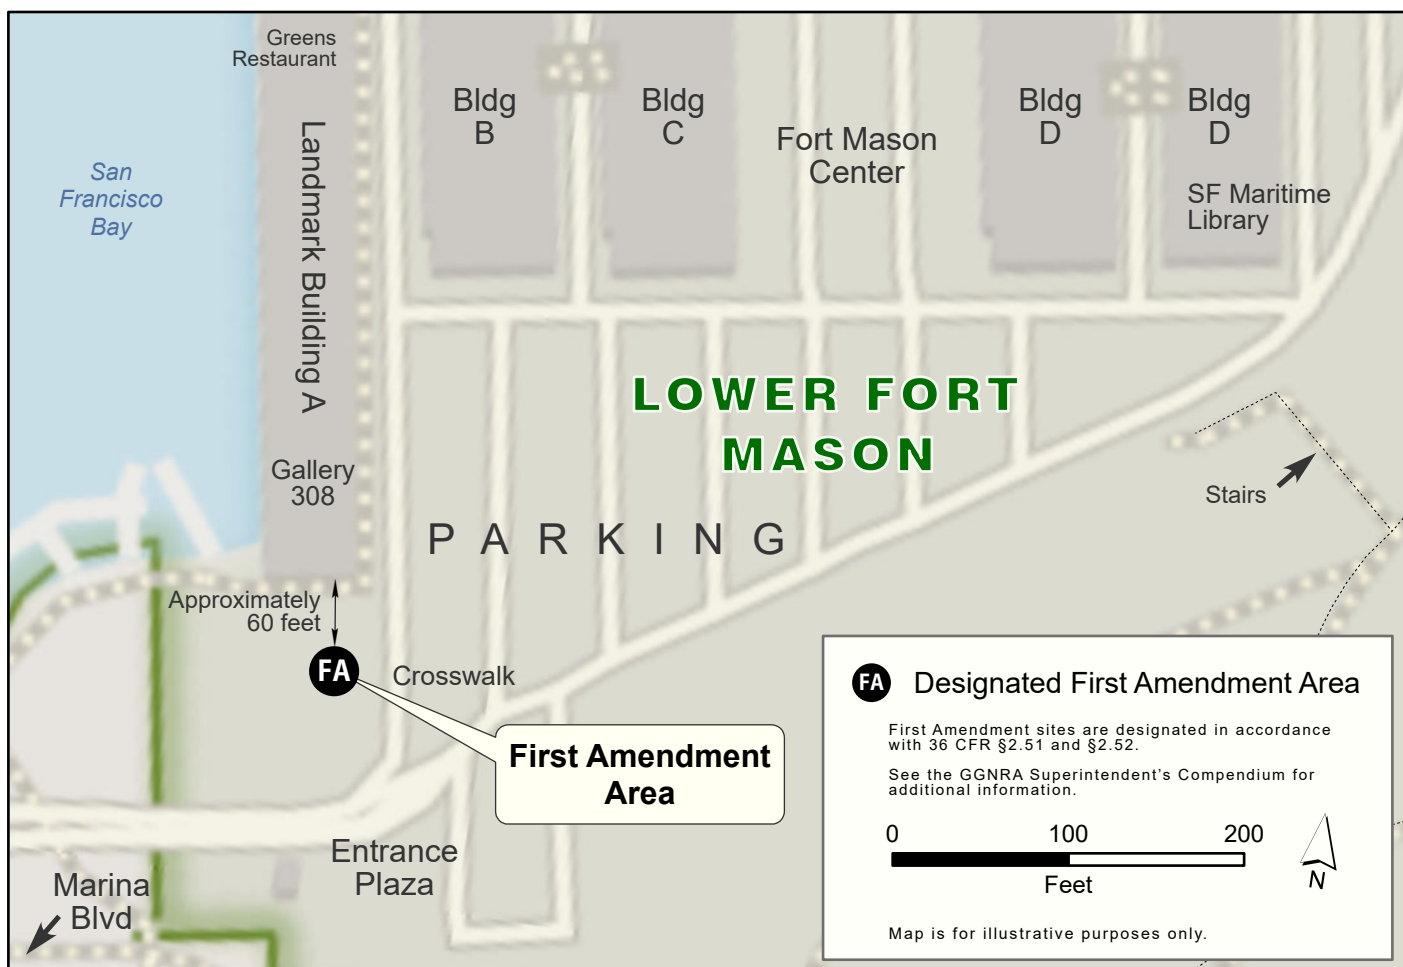 Greens
Restaurant
Landmark Building A
Bldg
B
Bldg
C
Fort Mason
Center
Bldg
D
Bldg
D
SF Maritime
Library
San
Francisco
Bay
LOWER FORT
MASON
Gallery
308
Stairs
PARKING
Approximately
60 feet
FA
Crosswalk
First Amendment
Area
Entrance
Plaza
Marina
Blvd
FA Designated First Amendment Area
First Amendment sites are designated in accordance
with 36 CFR §2.51 and §2.52.
See the GGNRA Superintendent's Compendium for
additional information.
0 100 200
Feet
N
Map is for illustrative purposes only.